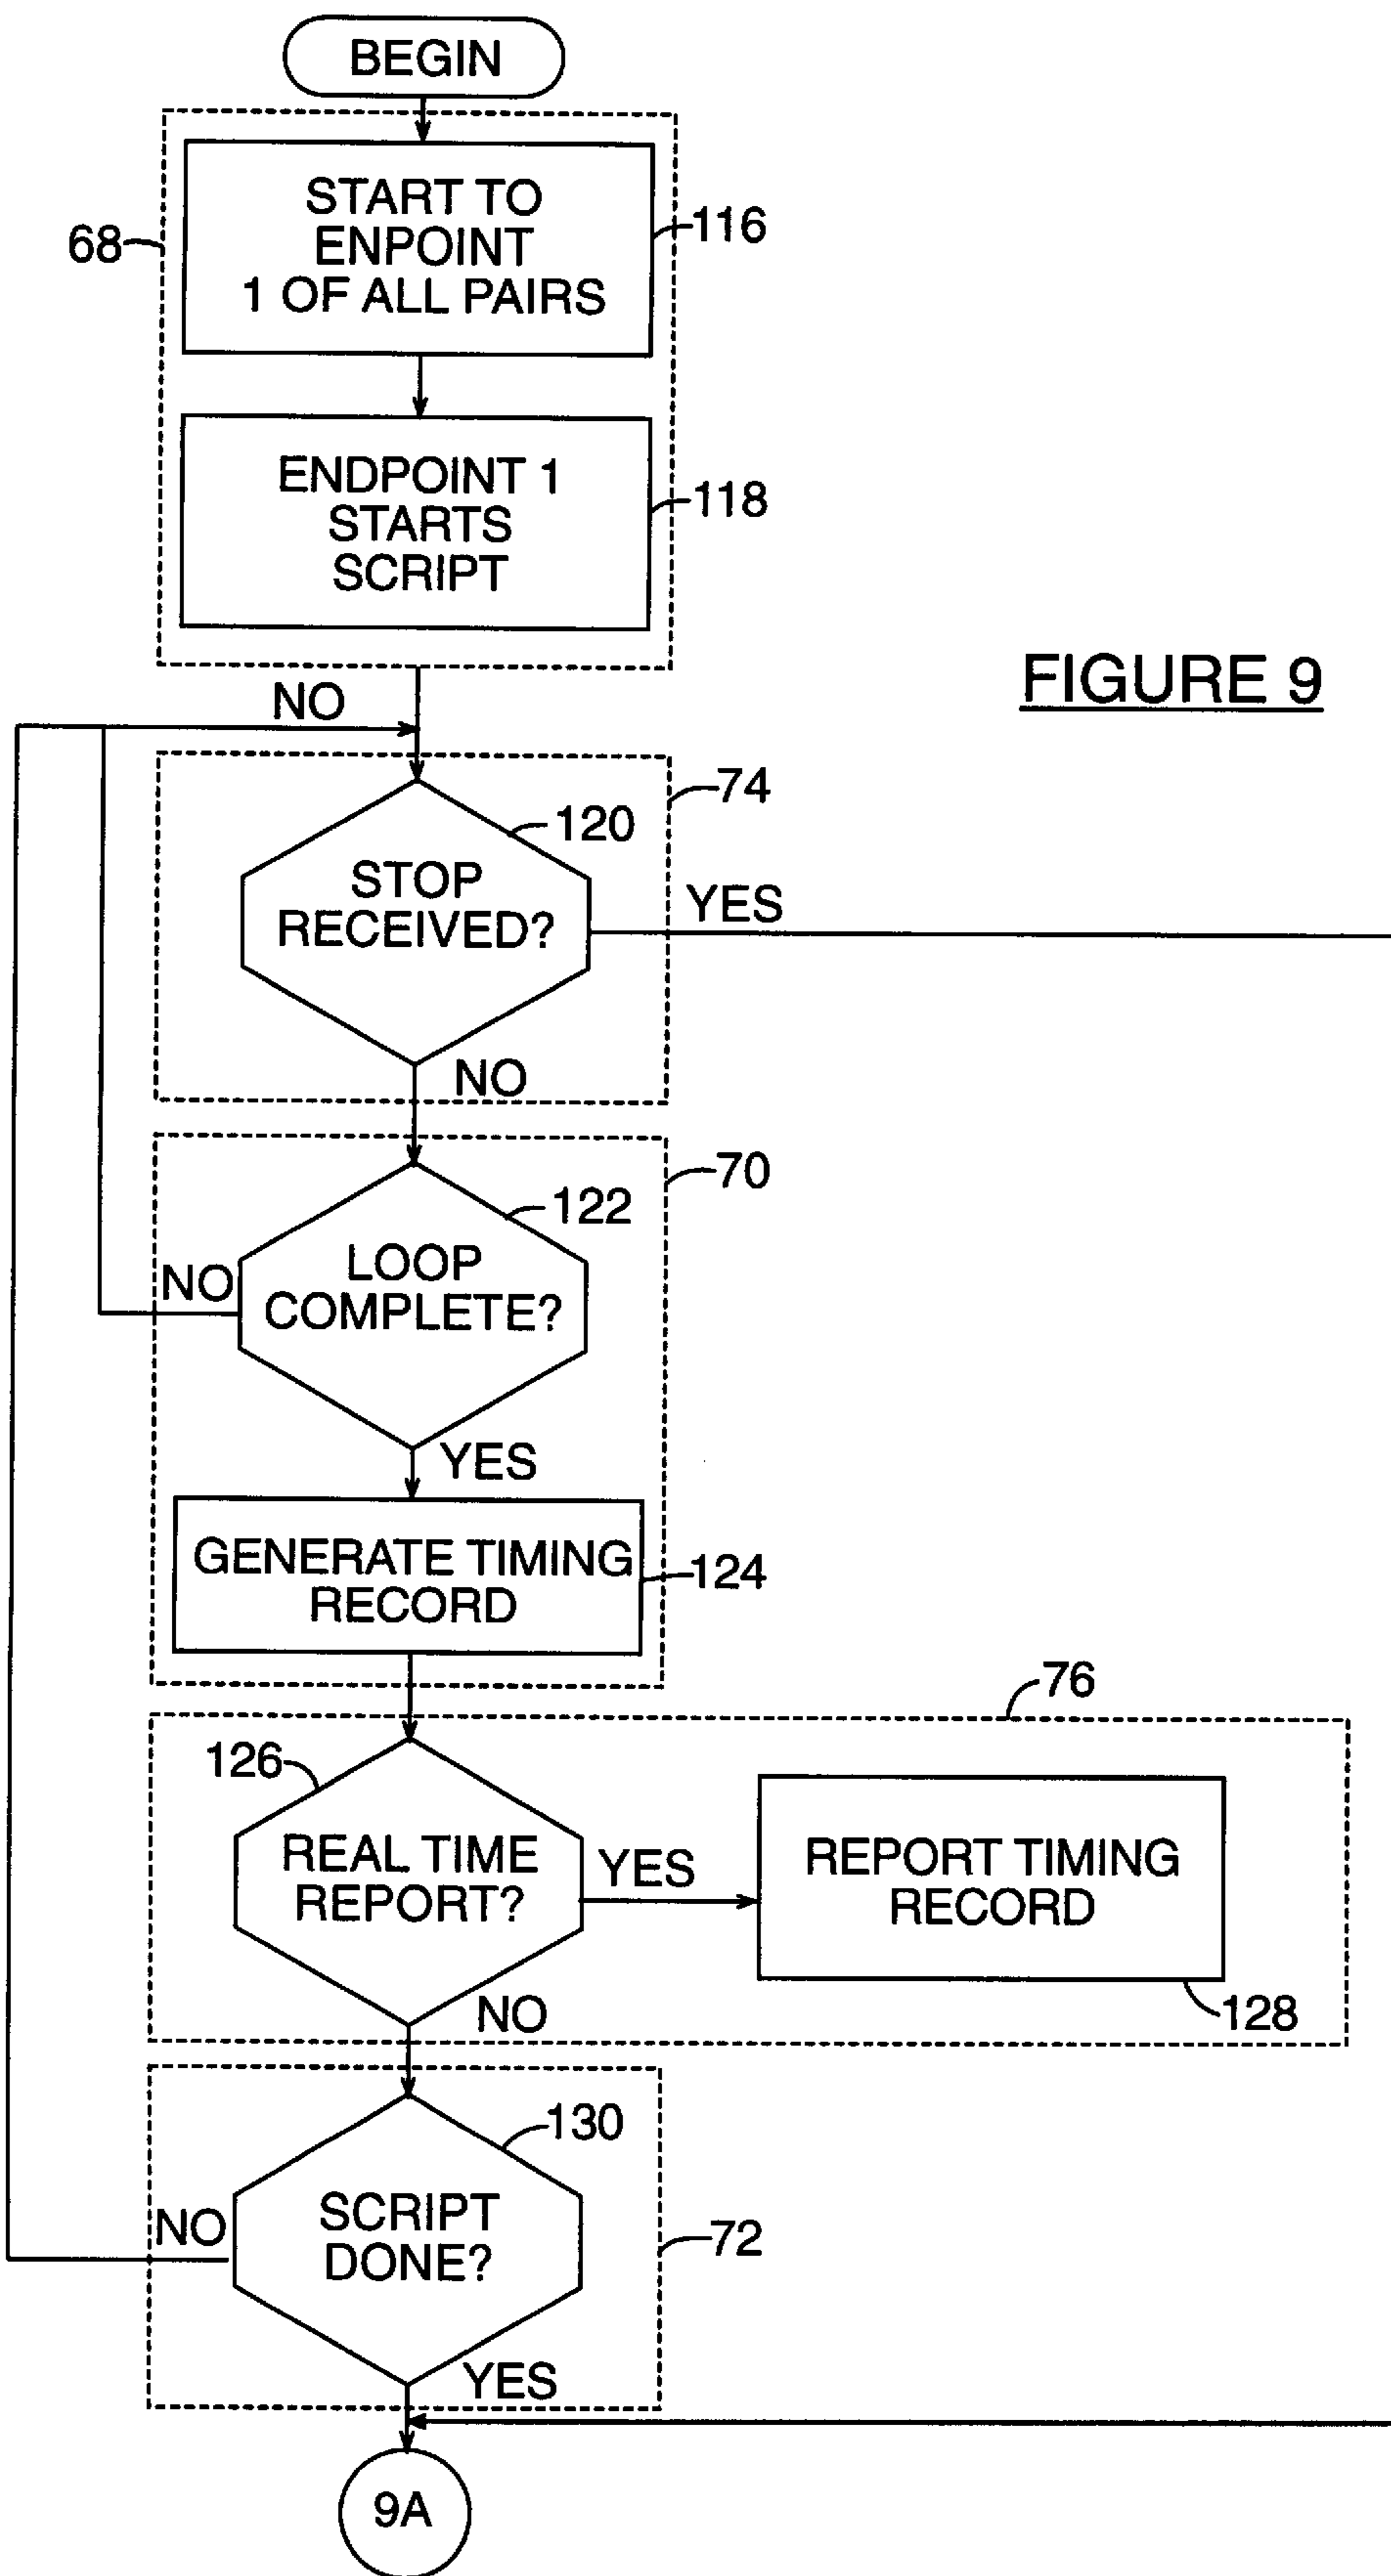 BEGIN
START TO
ENPOINT
1 OF ALL PAIRS
116
68
ENDPOINT 1
STARTS
SCRIPT
118
FIGURE 9
NO
74
120
STOP
RECEIVED?
YES
NO
70
122
LOOP
COMPLETE?
NO
YES
GENERATE TIMING
RECORD
124
76
126
REAL TIME
REPORT?
YES
REPORT TIMING
RECORD
128
NO
130
SCRIPT
DONE?
NO
72
YES
9A